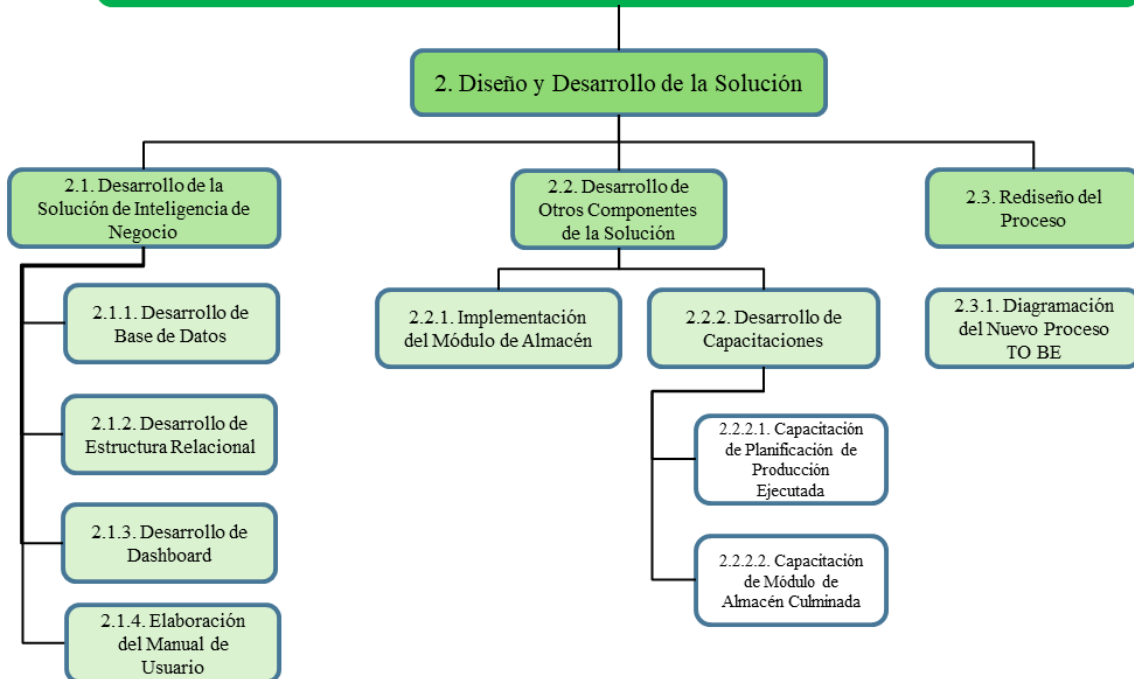 2. Diseño y Desarrollo de la Solución
2.1. Desarrollo de la
Solución de Inteligencia de
Negocio
2.1.1. Desarrollo de
Base de Datos
2.1.2. Desarrollo de
Estructura Relacional
2.1.3. Desarrollo de
Dashboard
2.1.4. Elaboración
del Manual de
Usuario
2.2. Desarrollo de
Otros Componentes
de la Solución
2.2.1. Implementación
del Módulo de Almacén
2.2.2. Desarrollo de
Capacitaciones
2.2.2.1. Capacitación
de Planificación de
Producción
Ejecutada
2.2.2.2. Capacitación
de Módulo de
Almacén Culminada
2.3. Rediseño del
Proceso
2.3.1. Diagramación
del Nuevo Proceso
TO BE